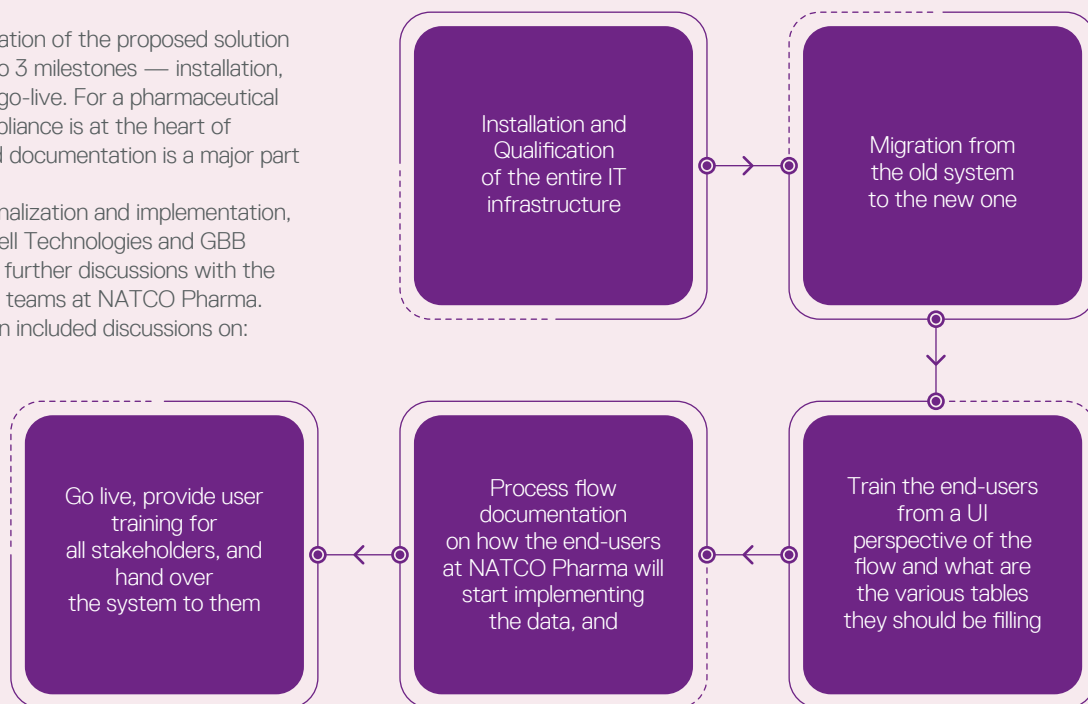 ation of the proposed solution
o 3 milestones — installation,
go-live. For a pharmaceutical
pliance is at the heart of
d documentation is a major part
nalization and implementation,
ell Technologies and GBB
further discussions with the
teams at NATCO Pharma.
n included discussions on:
Installation and
Qualification
of the entire IT
infrastructure
Migration from
the old system
to the new one
Train the end-users
from a UI
perspective of the
flow and what are
the various tables
they should be filling
Process flow
documentation
on how the end-users
at NATCO Pharma will
start implementing
the data, and
Go live, provide user
training for
all stakeholders, and
hand over
the system to them